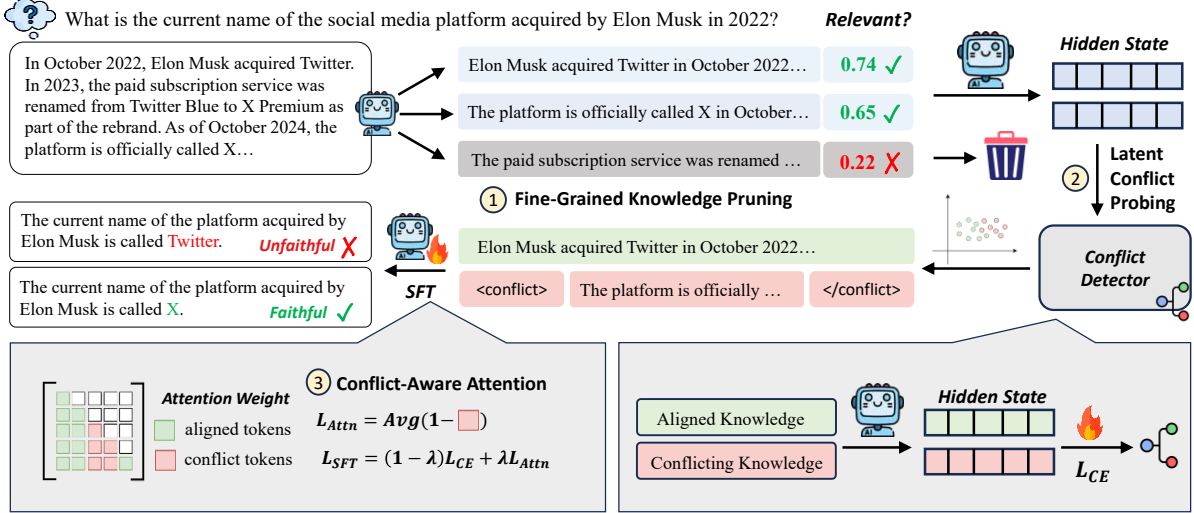 What is the current name of the social media platform acquired by Elon Musk in 2022?
Relevant?
In October 2022, Elon Musk acquired Twitter.
In 2023, the paid subscription service was
renamed from Twitter Blue to X Premium as
part of the rebrand. As of October 2024, the
platform is officially called X…
AI
Elon Musk acquired Twitter in October 2022…
0.74 ✓
The platform is officially called X in October…
0.65 ✓
The paid subscription service was renamed …
0.22 ✗
AI
Hidden State
1 Fine-Grained Knowledge Pruning
2
Latent
Conflict
Probing
The current name of the platform acquired by
Elon Musk is called Twitter.
Unfaithful ✗
The current name of the platform acquired by
Elon Musk is called X.
Faithful ✓
AI
SFT
Elon Musk acquired Twitter in October 2022…
<conflict>
The platform is officially …
</conflict>
Conflict
Detector
3 Conflict-Aware Attention
Attention Weight
aligned tokens
conflict tokens
L_Attn = Avg(1- )
L_SFT = (1 − λ)L_CE + λL_Attn
Aligned Knowledge
Conflicting Knowledge
AI
Hidden State
L_CE